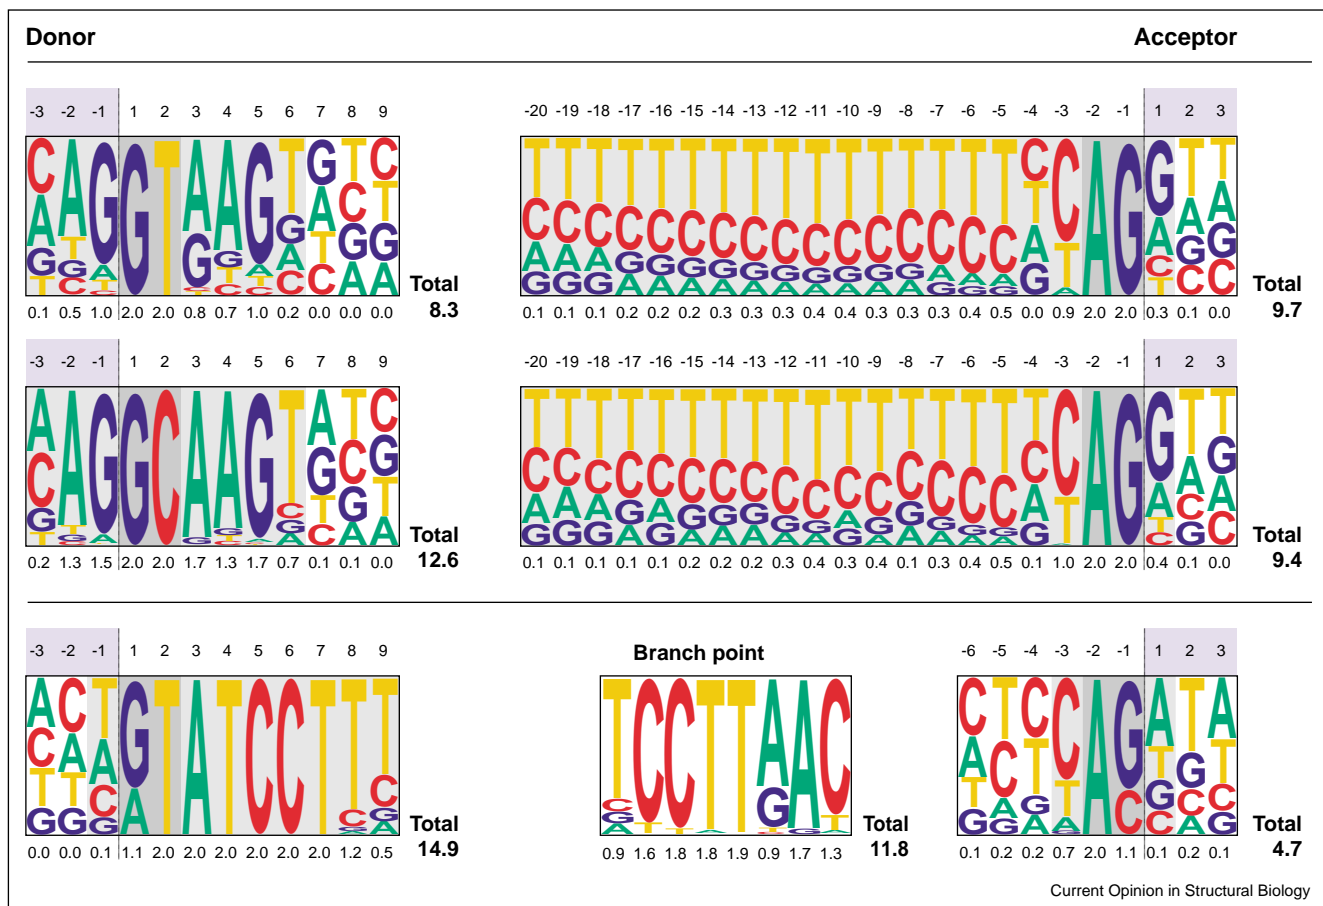 Donor Acceptor
-3 -2 -1 1 2 3 4 5 6 7 8 9
C A G G T A A G T G T C
0.1 0.5 1.0 2.0 2.0 0.8 0.7 1.0 0.2 0.0 0.0 0.0
Total
8.3
-20 -19 -18 -17 -16 -15 -14 -13 -12 -11 -10 -9 -8 -7 -6 -5 -4 -3 -2 -1 1 2 3
T T T T T T T T T T T T T T T T C C A G G T T
0.1 0.1 0.1 0.2 0.2 0.2 0.2 0.3 0.3 0.4 0.4 0.3 0.3 0.3 0.4 0.5 0.0 0.9 2.0 2.0 0.3 0.1 0.0
Total
9.7
-3 -2 -1 1 2 3 4 5 6 7 8 9
A A G G C A A G T A T C
0.2 1.3 1.5 2.0 2.0 1.7 1.3 1.7 0.7 0.1 0.1 0.0
Total
12.6
-20 -19 -18 -17 -16 -15 -14 -13 -12 -11 -10 -9 -8 -7 -6 -5 -4 -3 -2 -1 1 2 3
T T T T T T T T T T T T T T T T T C A G G T T
0.1 0.1 0.1 0.1 0.1 0.2 0.2 0.2 0.3 0.4 0.3 0.4 0.1 0.3 0.4 0.5 0.1 1.0 2.0 2.0 0.4 0.1 0.0
Total
9.4
-3 -2 -1 1 2 3 4 5 6 7 8 9
A C T G T A T C C T T T
0.0 0.0 0.1 1.1 2.0 2.0 2.0 2.0 2.0 2.0 1.2 0.5
Total
14.9
Branch point
T C C T T A A C
0.9 1.6 1.8 1.8 1.9 0.9 1.7 1.3
Total
11.8
-6 -5 -4 -3 -2 -1 1 2 3
C T C C A G A T A
0.1 0.2 0.2 0.7 2.0 1.1 0.1 0.2 0.1
Total
4.7
Current Opinion in Structural Biology